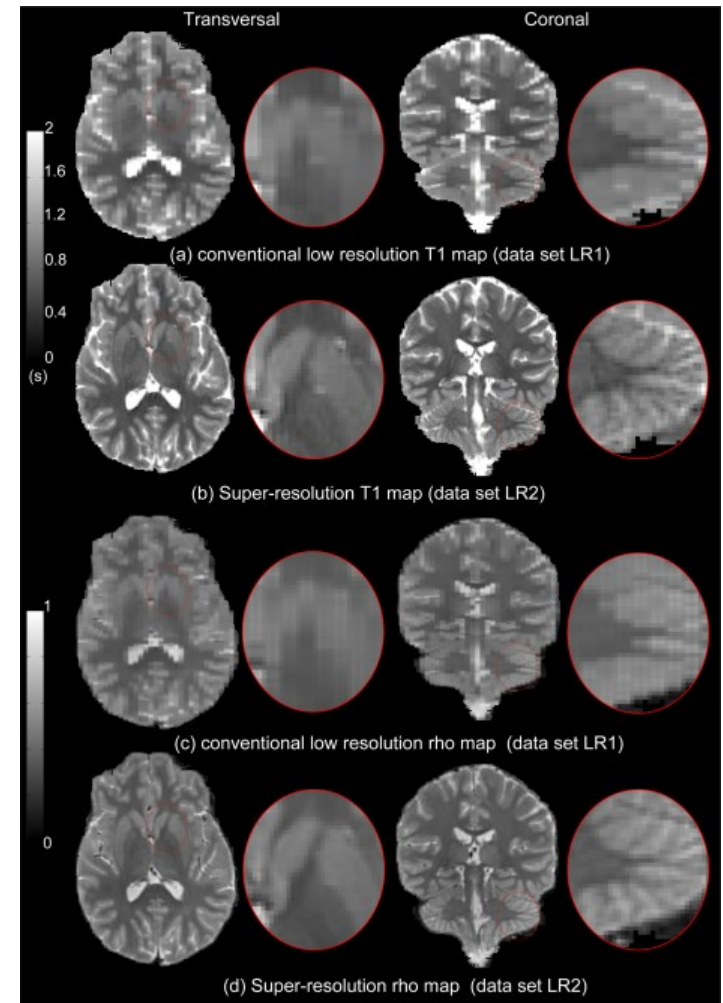 Transversal Coronal
2
1.6
1.2
0.8
0.4
0
(s)
(a) conventional low resolution T1 map (data set LR1)
(b) Super-resolution T1 map (data set LR2)
1
0
(c) conventional low resolution rho map (data set LR1)
(d) Super-resolution rho map (data set LR2)